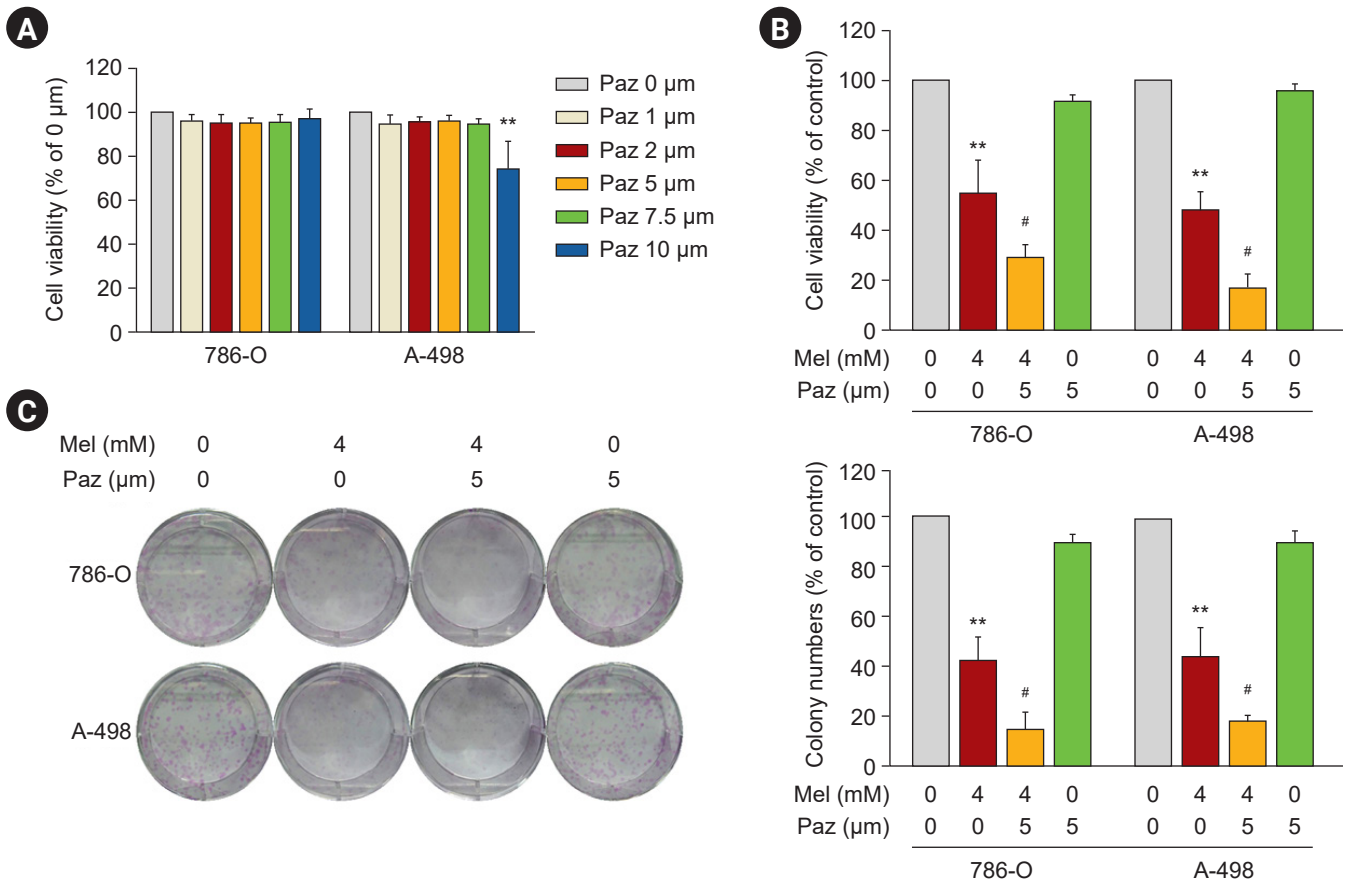 A
Cell viability (% of 0 µm)
120
100
80
60
40
20
0
**
786-O
A-498
Paz 0 µm
Paz 1 µm
Paz 2 µm
Paz 5 µm
Paz 7.5 µm
Paz 10 µm
B
Cell viability (% of control)
120
100
80
60
40
20
0
**
#
**
#
Mel (mM) 0 4 4 0 0 4 4 0
Paz (µm) 0 0 5 5 0 0 5 5
786-O A-498
Colony numbers (% of control)
120
100
80
60
40
20
0
**
#
**
#
Mel (mM) 0 4 4 0 0 4 4 0
Paz (µm) 0 0 5 5 0 0 5 5
786-O A-498
C
Mel (mM) 0 4 4 0
Paz (µm) 0 0 5 5
786-O
A-498